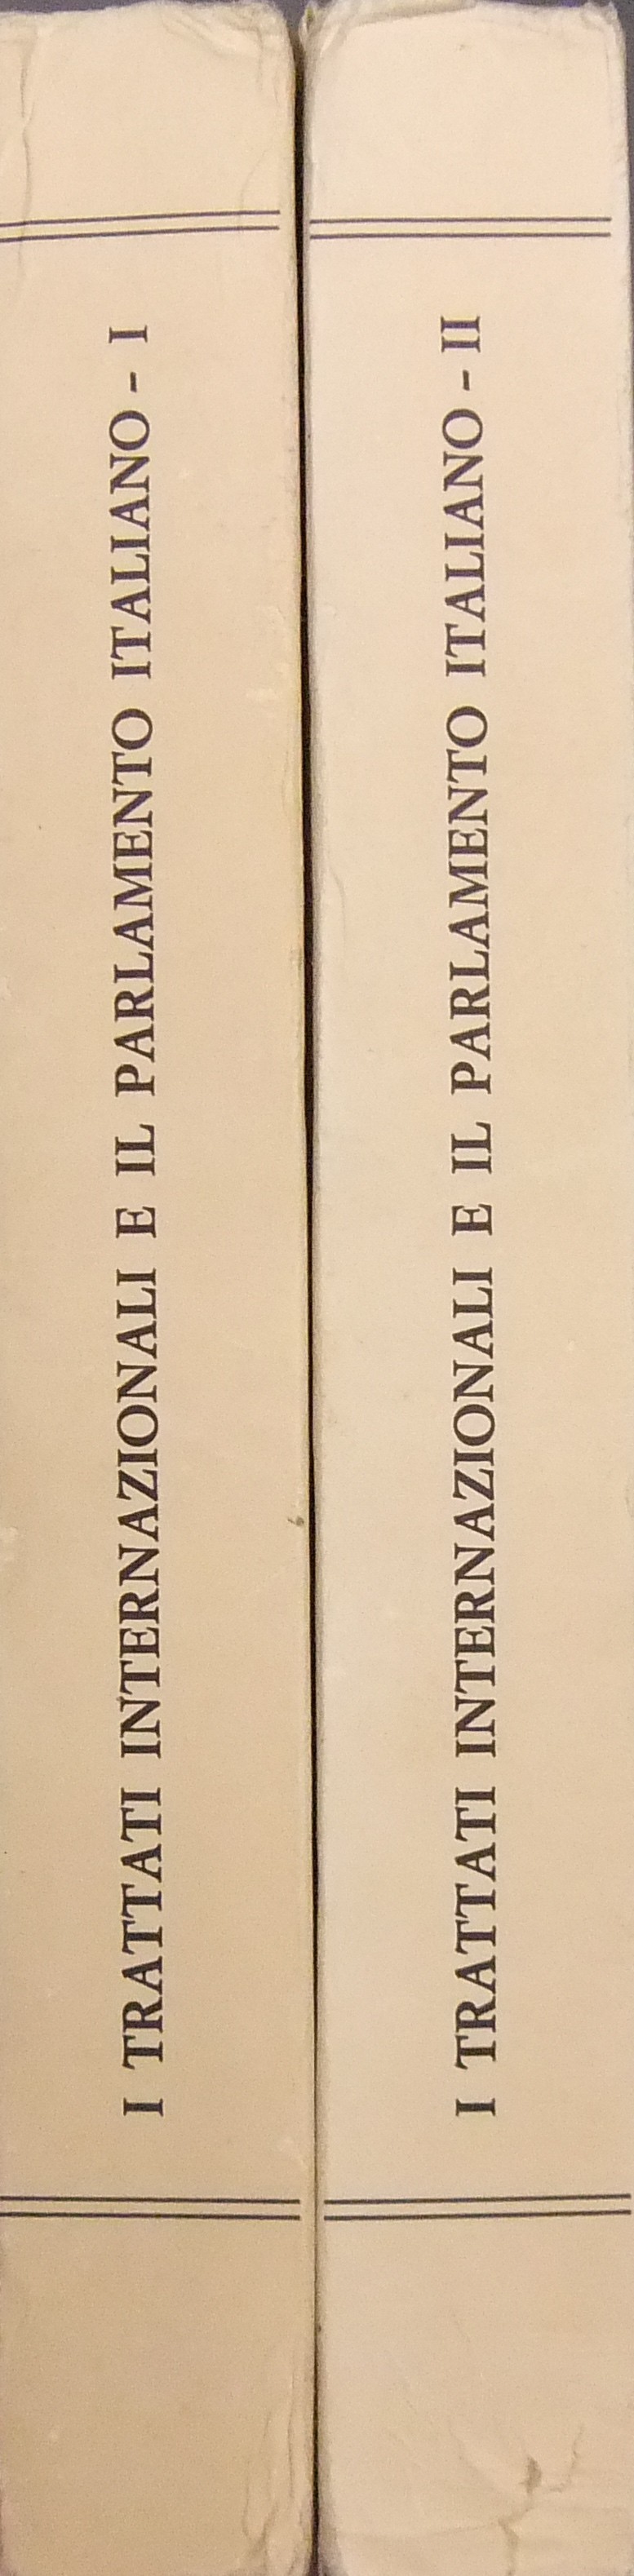 I TRATTATI INTERNAZIONALI E IL PARLAMENTO ITALIANO - I
I TRATTATI INTERNAZIONALI E IL PARLAMENTO ITALIANO - II